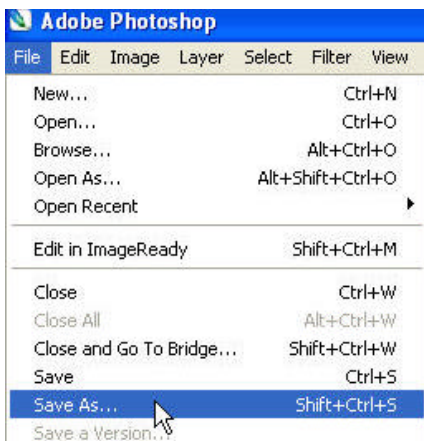 Adobe Photoshop
File Edit Image Layer Select Filter View
New... Ctrl+N
Open... Ctrl+O
Browse... Alt+Ctrl+O
Open As... Alt+Shift+Ctrl+O
Open Recent
Edit in ImageReady Shift+Ctrl+M
Close Ctrl+W
Close All Alt+Ctrl+W
Close and Go To Bridge... Shift+Ctrl+W
Save Ctrl+S
Save As... Shift+Ctrl+S
Save a Version...